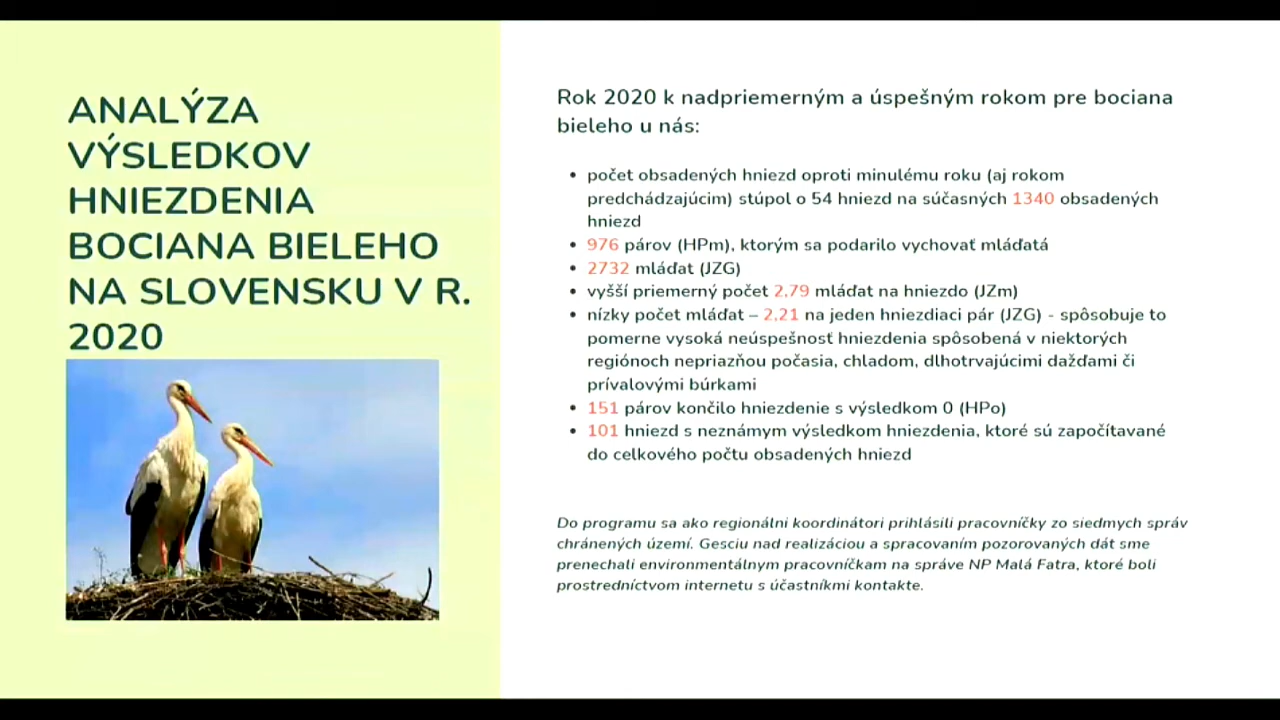 ANALÝZA
VÝSLEDKOV
HNIEZDENIA
BOCIANA BIELEHO
NA SLOVENSKU V R.
2020
Rok 2020 k nadpriemerným a úspešným rokom pre bociana
bieleho u nás:
• počet obsadených hniezd oproti minulému roku (aj rokom
predchádzajúcim) stúpol o 54 hniezd na súčasných 1340 obsadených
hniezd
• 976 párov (HPm), ktorým sa podarilo vychovať mláďatá
• 2732 mláďat (JZG)
• vyšší priemerný počet 2,79 mláďat na hniezdo (JZm)
• nízky počet mláďat – 2,21 na jeden hniezdiaci pár (JZG) - spôsobuje to
pomerne vysoká neúspešnosť hniezdenia spôsobená v niektorých
regiónoch nepriazňou počasia, chladom, dlhotrvajúcimi dažďami či
prívalovými búrkami
• 151 párov končilo hniezdenie s výsledkom 0 (HPo)
• 101 hniezd s neznámym výsledkom hniezdenia, ktoré sú započítavané
do celkového počtu obsadených hniezd
Do programu sa ako regionálni koordinátori prihlásili pracovníčky zo siedmych správ
chránených území. Gesciu nad realizáciou a spracovaním pozorovaných dát sme
prenechali environmentálnym pracovníčkam na správe NP Malá Fatra, ktoré boli
prostredníctvom internetu s účastníkmi kontakte.